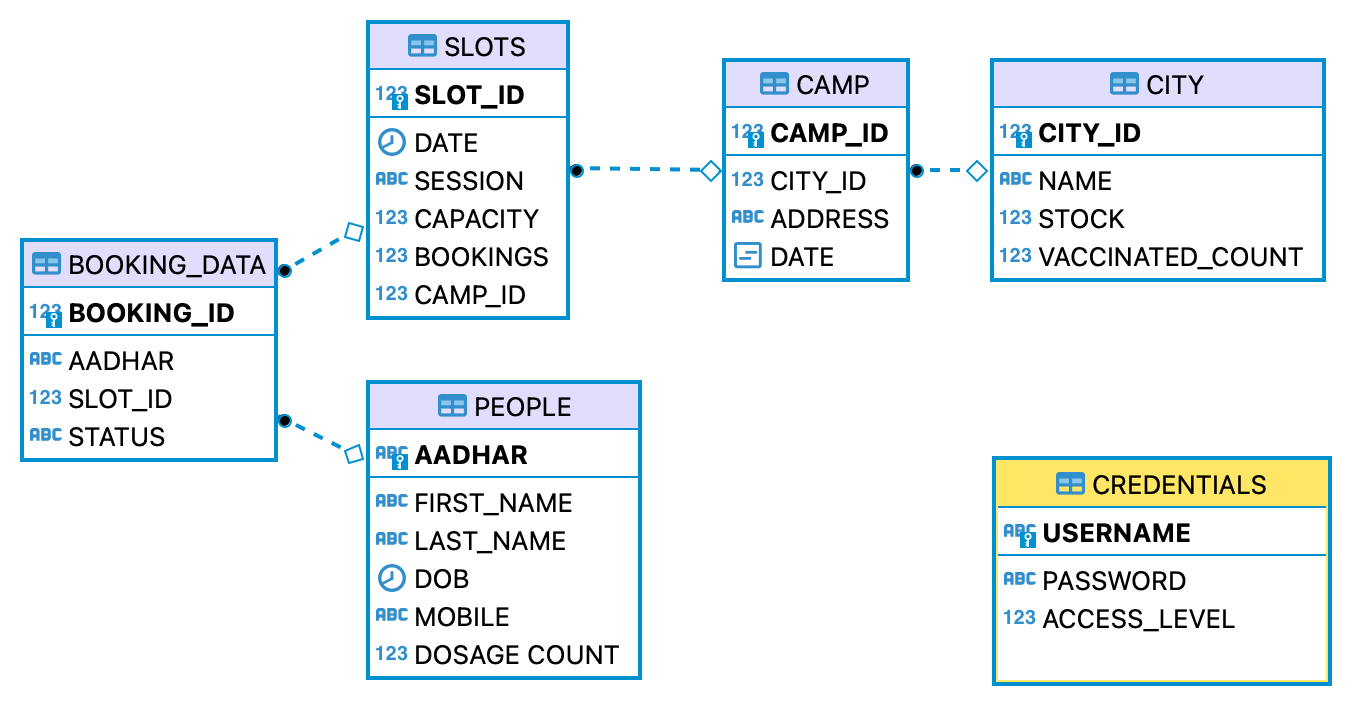 SLOTS
123 SLOT_ID
DATE
ABC SESSION
123 CAPACITY
123 BOOKINGS
123 CAMP_ID
CAMP
123 CAMP_ID
123 CITY_ID
ABC ADDRESS
DATE
CITY
123 CITY_ID
ABC NAME
123 STOCK
123 VACCINATED_COUNT
BOOKING_DATA
123 BOOKING_ID
ABC AADHAR
123 SLOT_ID
ABC STATUS
PEOPLE
ABC AADHAR
ABC FIRST_NAME
ABC LAST_NAME
DOB
ABC MOBILE
123 DOSAGE COUNT
CREDENTIALS
ABC USERNAME
ABC PASSWORD
123 ACCESS_LEVEL